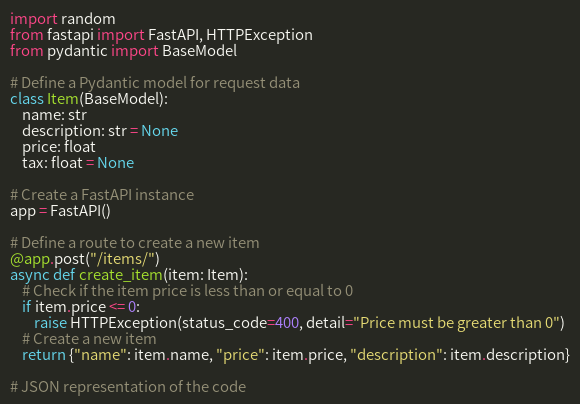 import random
from fastapi import FastAPI, HTTPException
from pydantic import BaseModel

# Define a Pydantic model for request data
class Item(BaseModel):
    name: str
    description: str = None
    price: float
    tax: float = None

# Create a FastAPI instance
app = FastAPI()

# Define a route to create a new item
@app.post("/items/")
async def create_item(item: Item):
    # Check if the item price is less than or equal to 0
    if item.price <= 0:
        raise HTTPException(status_code=400, detail="Price must be greater than 0")
    # Create a new item
    return {"name": item.name, "price": item.price, "description": item.description}

# JSON representation of the code